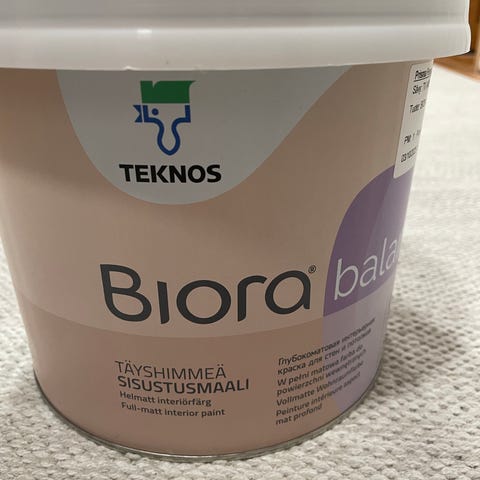 TEKNOS
Biora® bala
TÄYSHIMMEÄ
SISUSTUSMAALI
Helmatt interiörfärg
Full-matt interior paint
Глубокоматовая интерьерная
краска для стен и потолков
W pełni matowa farba do
powierzchni wewnętrznych
Vollmatte Wohnraumfarbe
Peinture intérieure aspect
mat profond